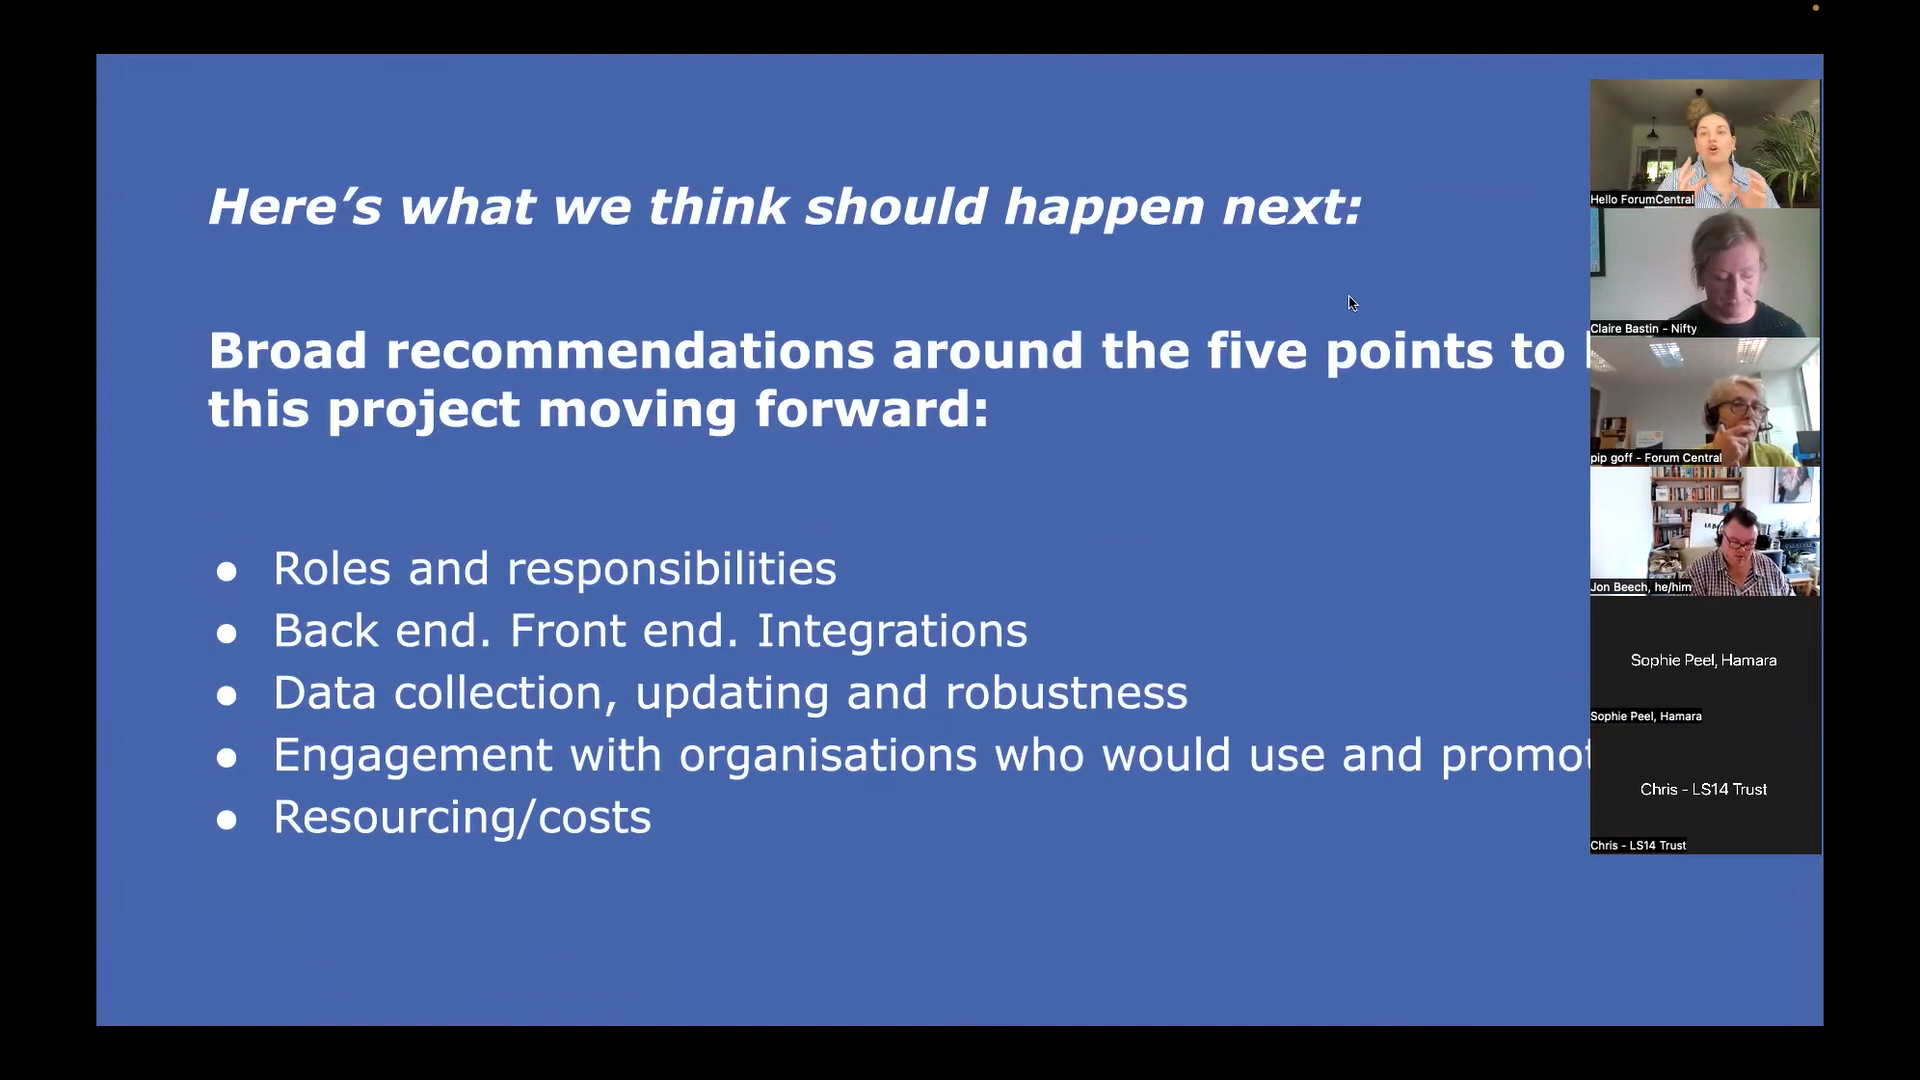 Here’s what we think should happen next:
Broad recommendations around the five points to
this project moving forward:
● Roles and responsibilities
● Back end. Front end. Integrations
● Data collection, updating and robustness
● Engagement with organisations who would use and
● Resourcing/costs
Hello ForumCentral
Claire Bastin - Nifty
pip goff - Forum Central
Jon Beech, he/him
Sophie Peel, Hamara
Sophie Peel, Hamara
Chris - LS14 Trust
Chris - LS14 Trust